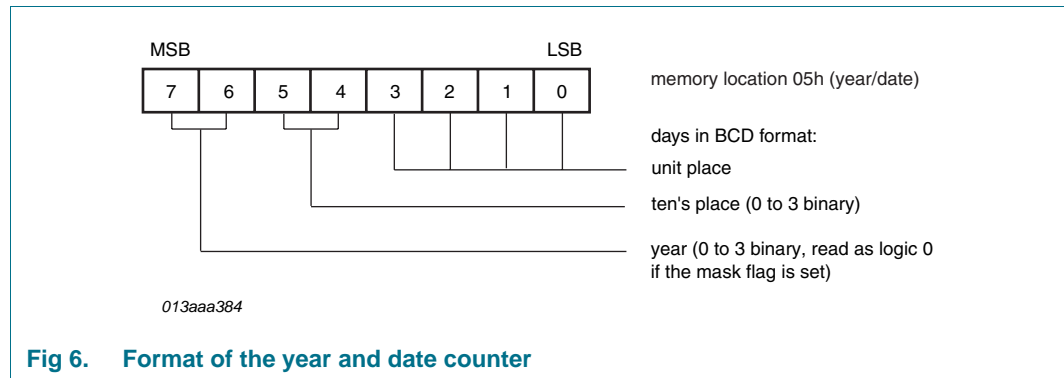 MSB LSB
7 6 5 4 3 2 1 0
memory location 05h (year/date)
days in BCD format:
unit place
ten's place (0 to 3 binary)
year (0 to 3 binary, read as logic 0
if the mask flag is set)
013aaa384
Fig 6. Format of the year and date counter